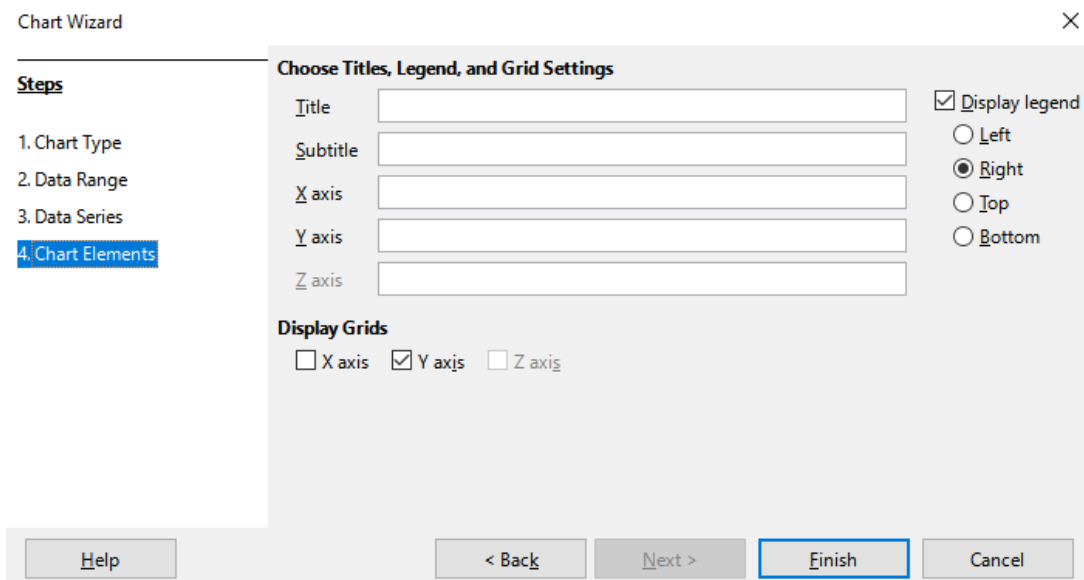 Chart Wizard
Steps
1. Chart Type
2. Data Range
3. Data Series
4. Chart Elements
Choose Titles, Legend, and Grid Settings
Title
Subtitle
X axis
Y axis
Z axis
Display legend
Left
Right
Top
Bottom
Display Grids
X axis Y axis Z axis
Help < Back Next > Finish Cancel